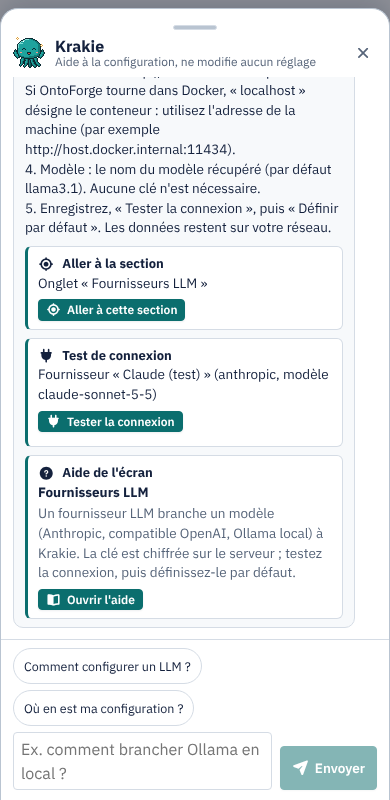 Krakie
Aide à la configuration, ne modifie aucun réglage
Si OntoForge tourne dans Docker, « localhost »
désigne le conteneur : utilisez l'adresse de la
machine (par exemple
http://host.docker.internal:11434).
4. Modèle : le nom du modèle récupéré (par défaut
llama3.1). Aucune clé n'est nécessaire.
5. Enregistrez, « Tester la connexion », puis « Définir
par défaut ». Les données restent sur votre réseau.
Aller à la section
Onglet « Fournisseurs LLM »
Aller à cette section
Test de connexion
Fournisseur « Claude (test) » (anthropic, modèle
claude-sonnet-5-5)
Tester la connexion
Aide de l'écran
Fournisseurs LLM
Un fournisseur LLM branche un modèle
(Anthropic, compatible OpenAI, Ollama local) à
Krakie. La clé est chiffrée sur le serveur ; testez
la connexion, puis définissez-le par défaut.
Ouvrir l'aide
Comment configurer un LLM ?
Où en est ma configuration ?
Ex. comment brancher Ollama en
local ?
Envoyer